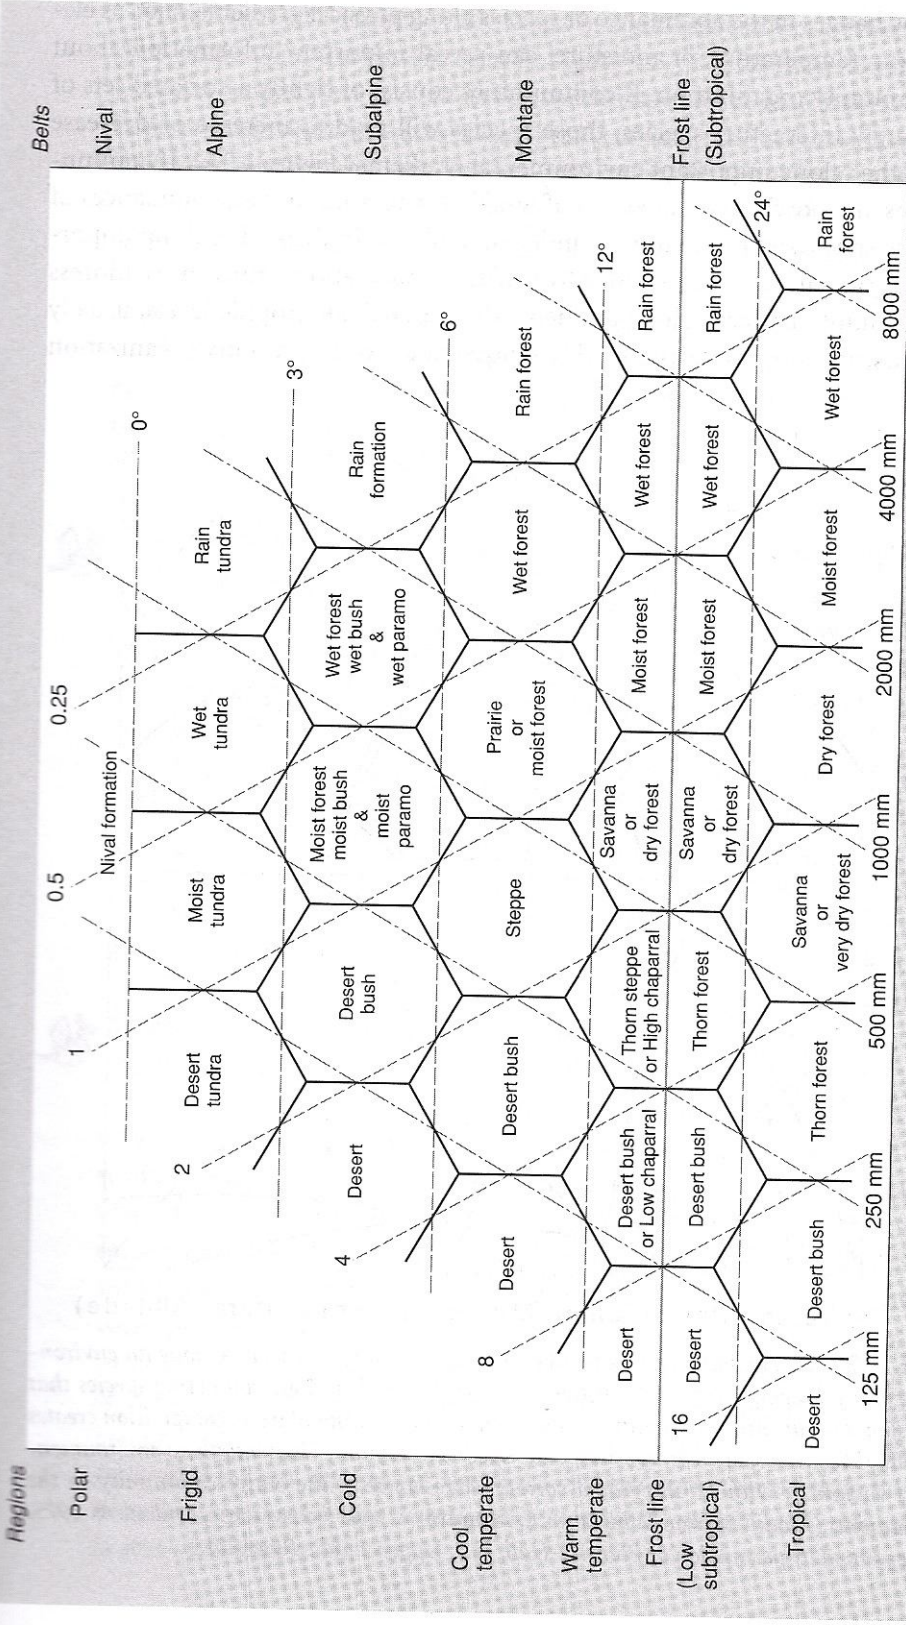 Regions
Belts
Polar
Nival
Frigid
Alpine
Cold
Subalpine
Cool
temperate
Montane
Warm
temperate
Frost line
(Low
subtropical)
Frost line
(Subtropical)
Tropical
1
0.5
0.25
Nival formation
0°
2
Desert
tundra
Moist
tundra
Wet
tundra
Rain
tundra
3°
4
Desert
Desert
bush
Moist forest
moist bush
&
moist
paramo
Wet forest
wet bush
&
wet paramo
Rain
formation
6°
8
Desert
Desert bush
Steppe
Prairie
or
moist forest
Wet forest
Rain forest
12°
Desert
Desert bush
or Low chaparral
Thorn steppe
or High chaparral
Savanna
or
dry forest
Moist forest
Wet forest
Rain forest
16
Desert
Desert bush
Thorn forest
Savanna
or
dry forest
Moist forest
Wet forest
Rain forest
24°
Desert
Desert bush
Thorn forest
Savanna
or
very dry forest
Dry forest
Moist forest
Wet forest
Rain
forest
125 mm
250 mm
500 mm
1000 mm
2000 mm
4000 mm
8000 mm